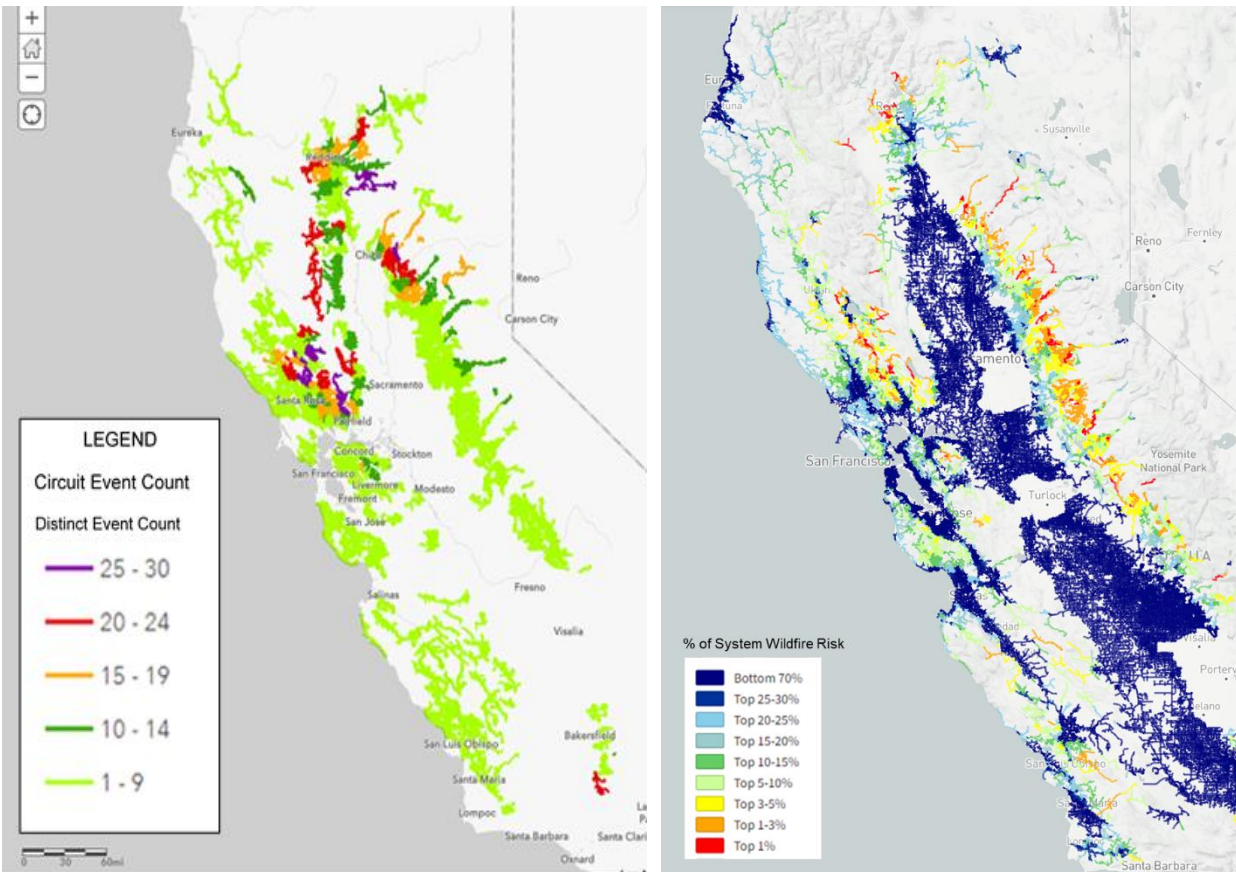 +
−
Eureka
Redding
Chico
Reno
Carson City
Sacramento
Santa Rosa
Fairfield
Concord
Stockton
San Francisco
Livermore
Modesto
Fremont
San Jose
Salinas
Fresno
Visalia
Bakersfield
San Luis Obispo
Santa Maria
Lompoc
Santa Barbara
Santa Clari
Oxnard
LEGEND
Circuit Event Count
Distinct Event Count
25 - 30
20 - 24
15 - 19
10 - 14
1 - 9
0 30 60mi
Susanville
Reno
Fernley
Carson City
ramento
Yosemite
National Park
San Francisco
Turlock
Visalia
Porterv
elano
Santa Barbara
% of System Wildfire Risk
Bottom 70%
Top 25-30%
Top 20-25%
Top 15-20%
Top 10-15%
Top 5-10%
Top 3-5%
Top 1-3%
Top 1%